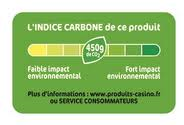 L'INDICE CARBONE de ce produit
450g
de CO₂
Faible impact
environnemental
Fort impact
environnemental
Plus d'informations : www.produits-casino.fr
ou SERVICE CONSOMMATEURS